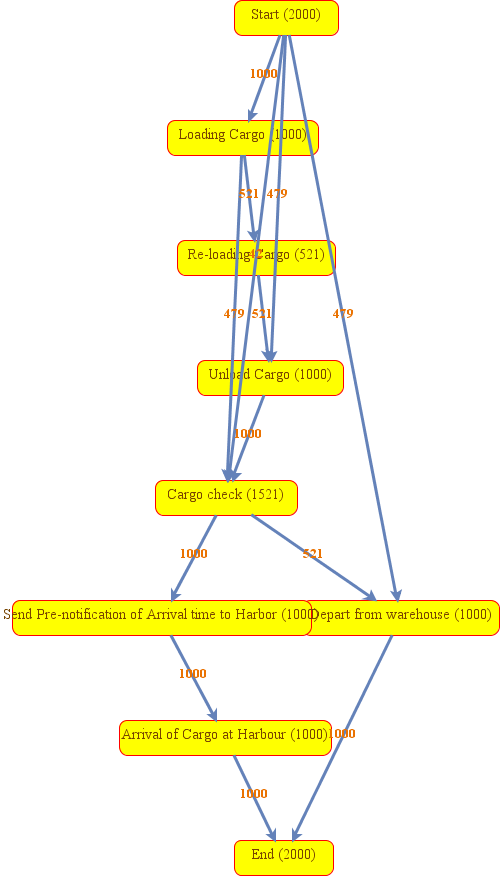 Start (2000)
1000
Loading Cargo (1000)
521
479
Re-loading Cargo (521)
479
521
479
Unload Cargo (1000)
1000
Cargo check (1521)
1000
521
Send Pre-notification of Arrival time to Harbor (1000)
Depart from warehouse (1000)
1000
Arrival of Cargo at Harbour (1000)
1000
1000
End (2000)